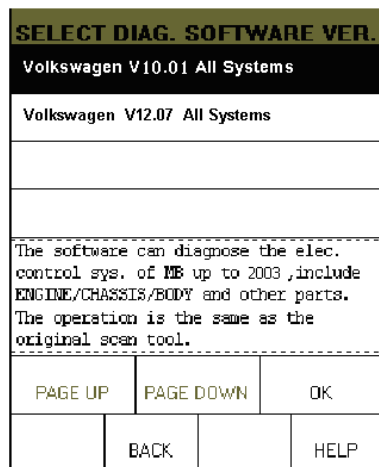 SELECT DIAG. SOFTWARE VER.
Volkswagen V10.01 All Systems
Volkswagen V12.07 All Systems
The software can diagnose the elec.
control sys. of MB up to 2003 ,include
ENGINE/CHASSIS/BODY and other parts.
The operation is the same as the
original scan tool.
PAGE UP PAGE DOWN OK
BACK HELP